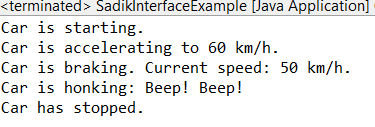 <terminated> SadikInterfaceExample [Java Application]
Car is starting.
Car is accelerating to 60 km/h.
Car is braking. Current speed: 50 km/h.
Car is honking: Beep! Beep!
Car has stopped.